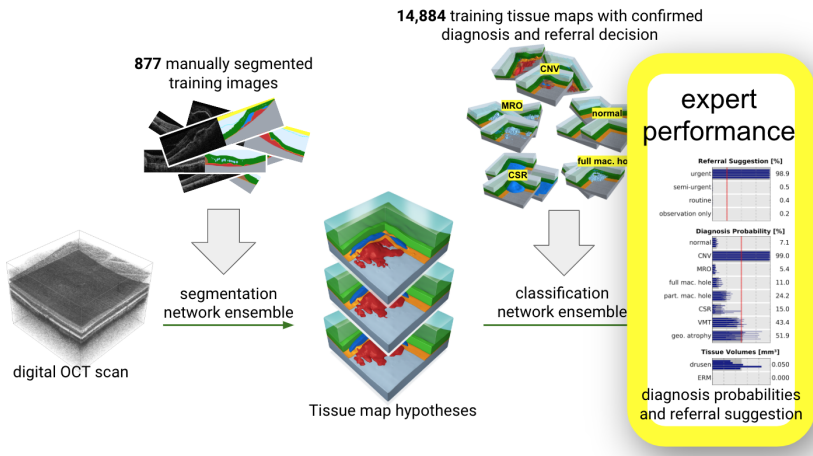 14,884 training tissue maps with confirmed
diagnosis and referral decision
877 manually segmented
training images
CNV
MRO
normal
full mac. ho
CSR
expert
performance
Referral Suggestion [%]
urgent 98.9
semi-urgent 0.5
routine 0.4
observation only 0.2
Diagnosis Probability [%]
normal 7.1
CNV 99.0
MRO 5.4
full mac. hole 11.0
part. mac. hole 24.2
CSR 15.0
VMT 43.4
geo. atrophy 51.9
Tissue Volumes [mm³]
drusen 0.050
ERM 0.000
diagnosis probabilities
and referral suggestion
segmentation
network ensemble
classification
network ensemble
digital OCT scan
Tissue map hypotheses